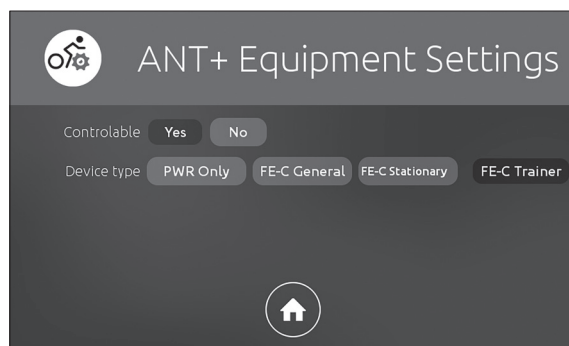 ANT+ Equipment Settings
Controlable Yes No
Device type PWR Only FE-C General FE-C Stationary FE-C Trainer